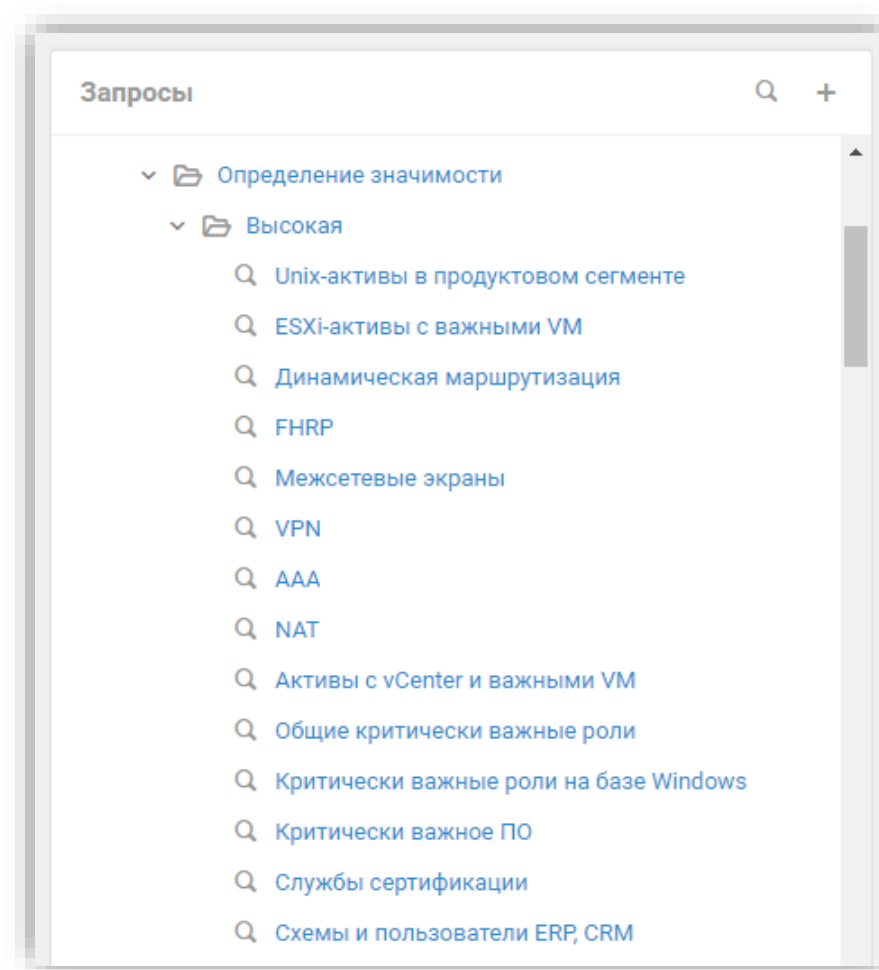 Запросы
Определение значимости
Высокая
Unix-активы в продуктовом сегменте
ESXi-активы с важными VM
Динамическая маршрутизация
FHRP
Межсетевые экраны
VPN
AAA
NAT
Активы с vCenter и важными VM
Общие критически важные роли
Критически важные роли на базе Windows
Критически важное ПО
Службы сертификации
Схемы и пользователи ERP, CRM